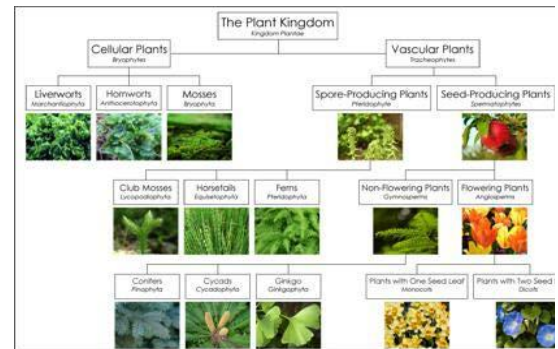 The Plant Kingdom
Kingdom Plantae
Cellular Plants
Bryophytes
Vascular Plants
Tracheophytes
Liverworts
Marchantiophyta
Hornworts
Anthocerotophyta
Mosses
Bryophyta
Spore-Producing Plants
Pteridophyte
Seed-Producing Plants
Spermatophytes
Club Mosses
Lycopodiophyta
Horsetails
Equisetophyta
Ferns
Pteridophyta
Non-Flowering Plants
Gymnosperms
Flowering Plants
Angiosperms
Conifers
Pinophyta
Cycads
Cycadophyta
Ginkgo
Ginkgophyta
Plants with One Seed Leaf
Monocots
Plants with Two Seed
Dicots